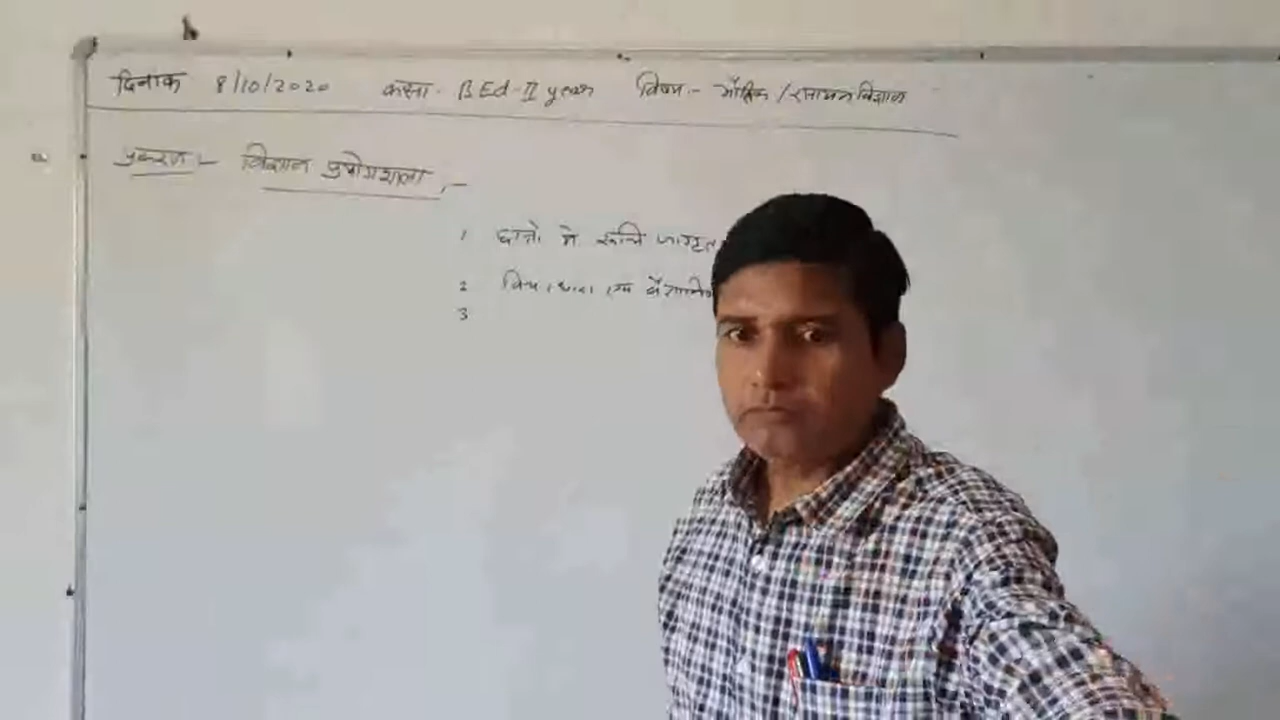 दिनांक 8/10/2020 कक्षा- B Ed-II year विषय:- भौतिक /रसायन विज्ञान
प्रकरण:- विज्ञान प्रयोगशाला :-
1 छात्रो मे रूचि जागृत
2
3